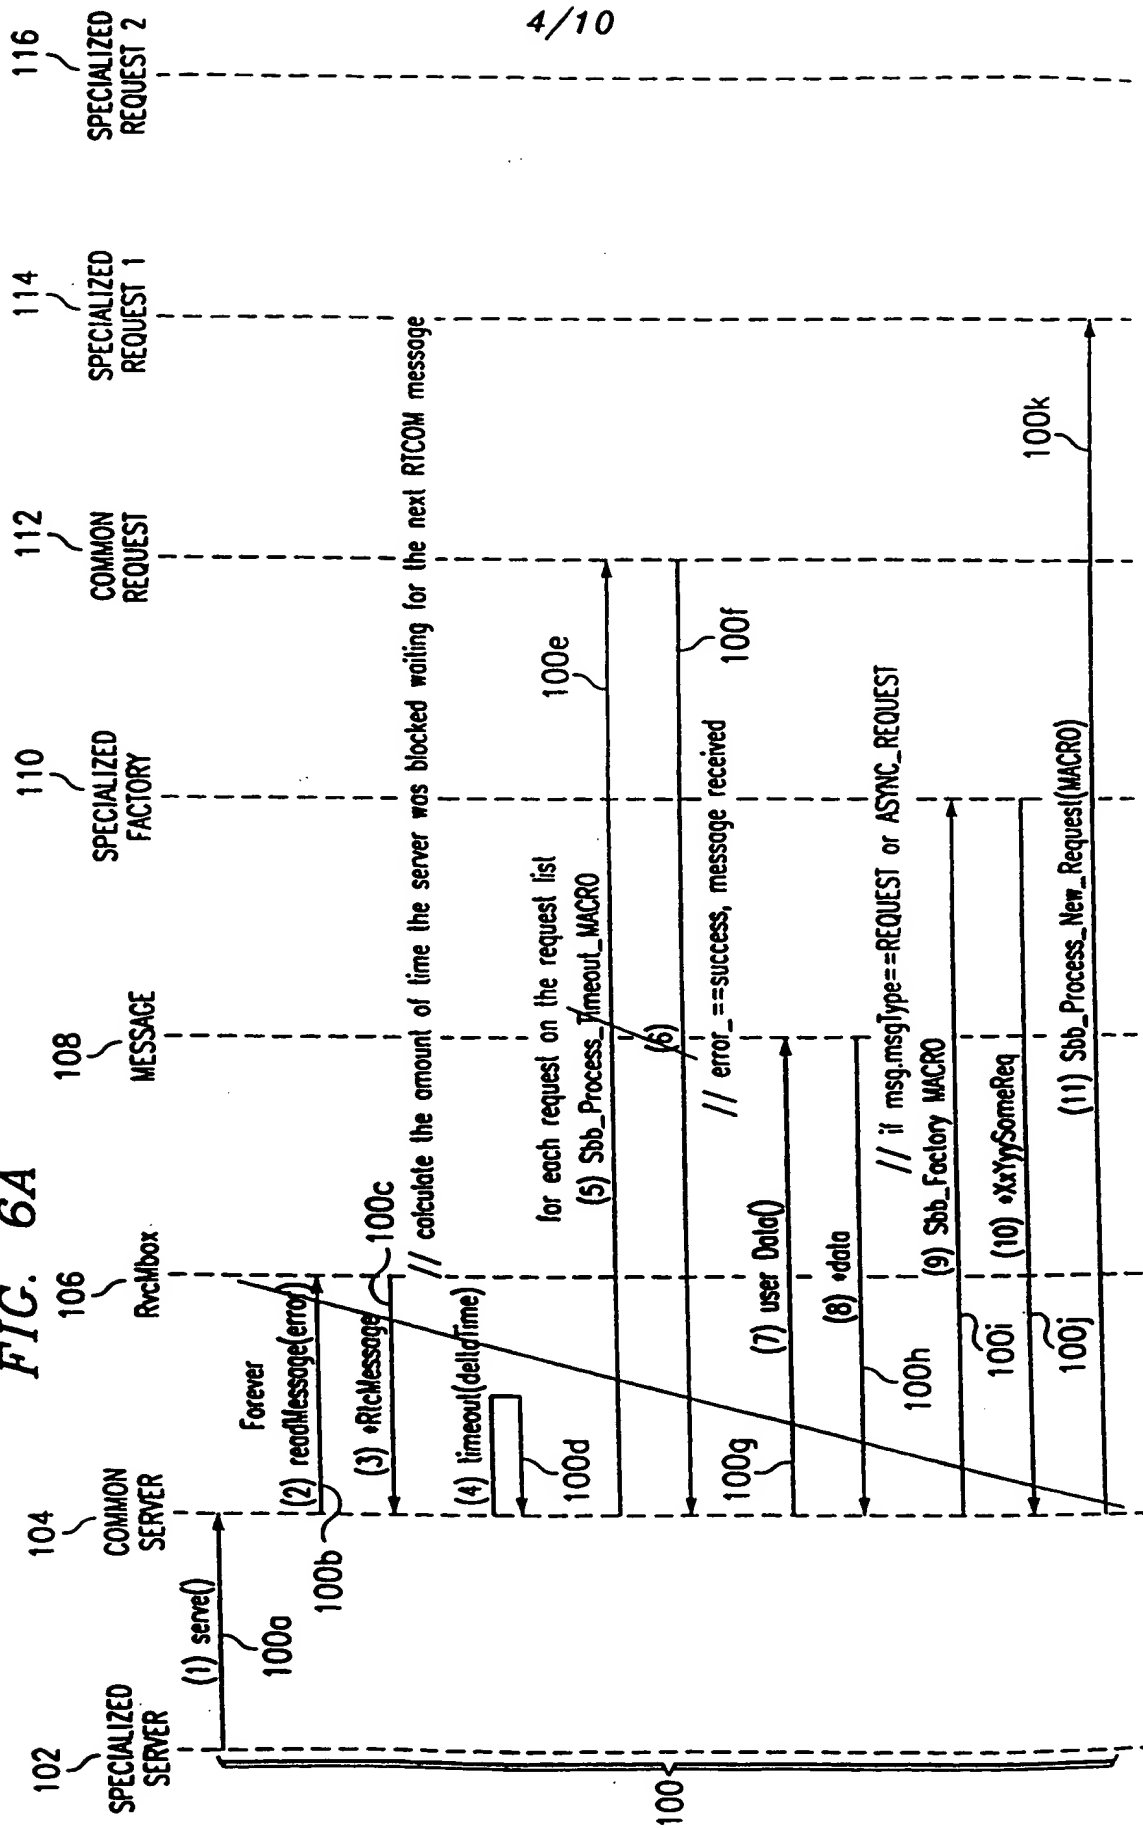 4/10
FIG. 6A
102
SPECIALIZED
SERVER
104
COMMON
SERVER
106
RvcMbox
108
MESSAGE
110
SPECIALIZED
FACTORY
112
COMMON
REQUEST
114
SPECIALIZED
REQUEST 1
116
SPECIALIZED
REQUEST 2
(1) serve()
100a
Forever
(2) readMessage(error)
100b
(3) *RtcMessage
100c
// calculate the amount of time the server was blocked waiting for the next RTCOM message
(4) timeout(deltaTime)
100d
for each request on the request list
(5) Sbb_Process_Timeout_MACRO
100e
(6)
100f
// error_==success, message received
(7) user Data()
100g
(8) *data
100h
// if msg.msgType==REQUEST or ASYNC_REQUEST
(9) Sbb_Factory MACRO
100i
(10) *XxYySomeReq
100j
(11) Sbb_Process_New_Request(MACRO)
100k
100